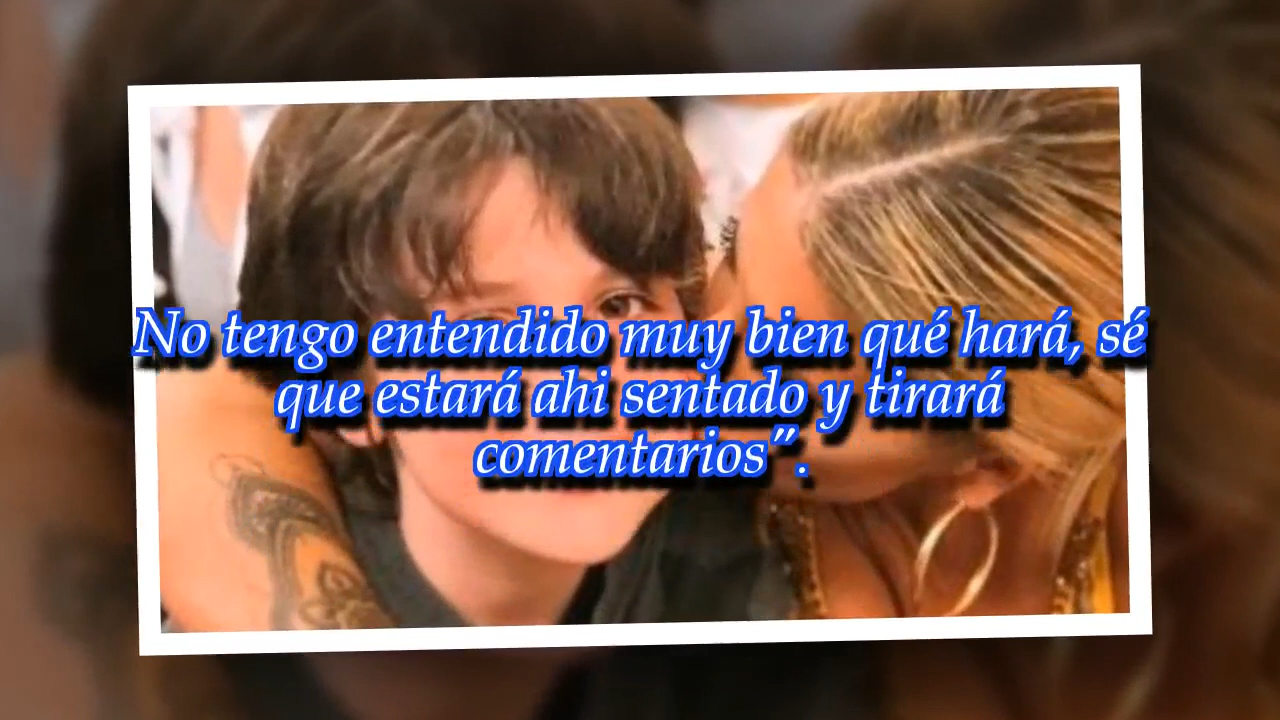 No tengo entendido muy bien qué hará, sé
que estará ahi sentado y tirará
comentarios”.